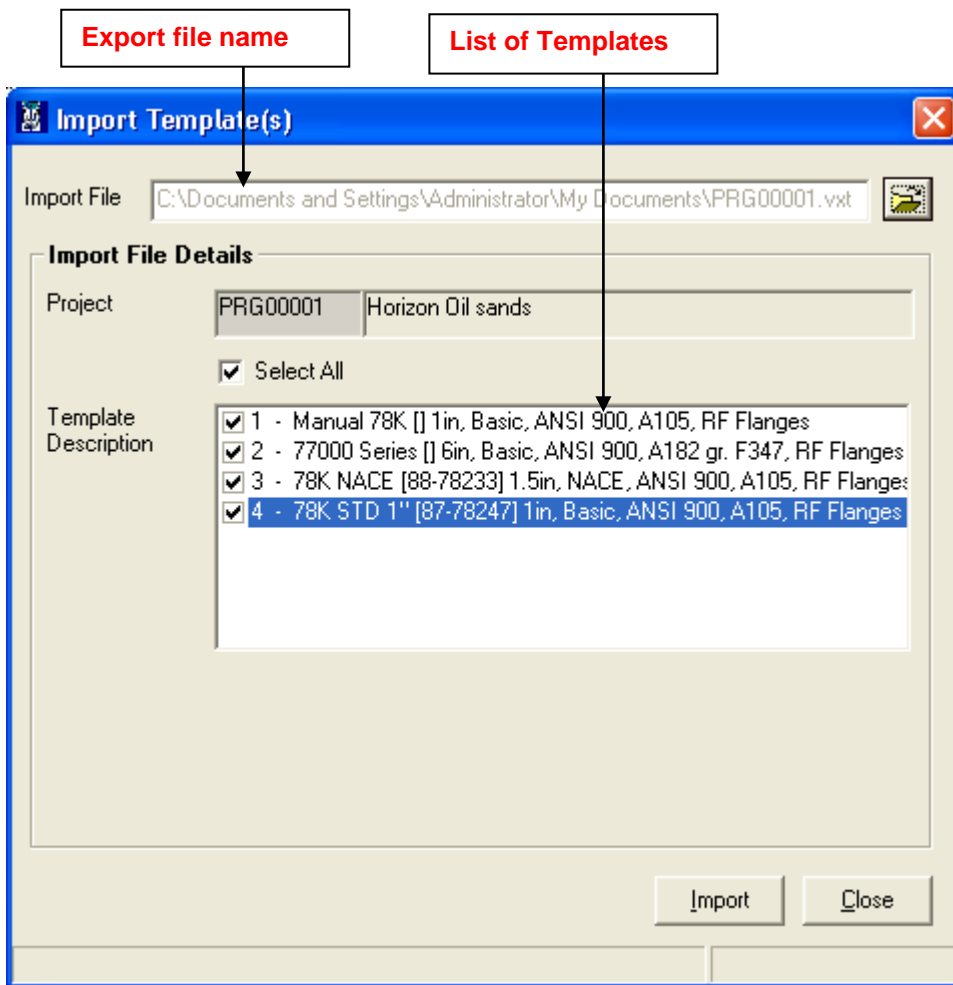 Export file name
List of Templates
Import Template(s)
Import File
C:\Documents and Settings\Administrator\My Documents\PRG00001.vxt
Import File Details
Project
PRG00001
Horizon Oil sands
Select All
Template
Description
1 - Manual 78K [] 1in, Basic, ANSI 900, A105, RF Flanges
2 - 77000 Series [] 6in, Basic, ANSI 900, A182 gr. F347, RF Flanges
3 - 78K NACE [88-78233] 1.5in, NACE, ANSI 900, A105, RF Flanges
4 - 78K STD 1" [87-78247] 1in, Basic, ANSI 900, A105, RF Flanges
Import
Close